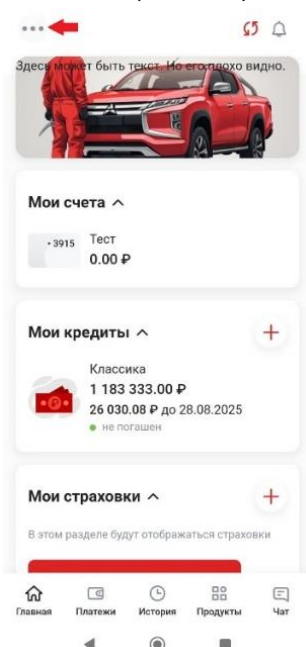 Здесь может быть текст. Но его плохо видно.
Мои счета
• 3915 Тест
0.00 ₽
Мои кредиты
Классика
1 183 333.00 ₽
26 030.08 ₽ до 28.08.2025
не погашен
Мои страховки
В этом разделе будут отображаться страховки
Главная Платежи История Продукты Чат